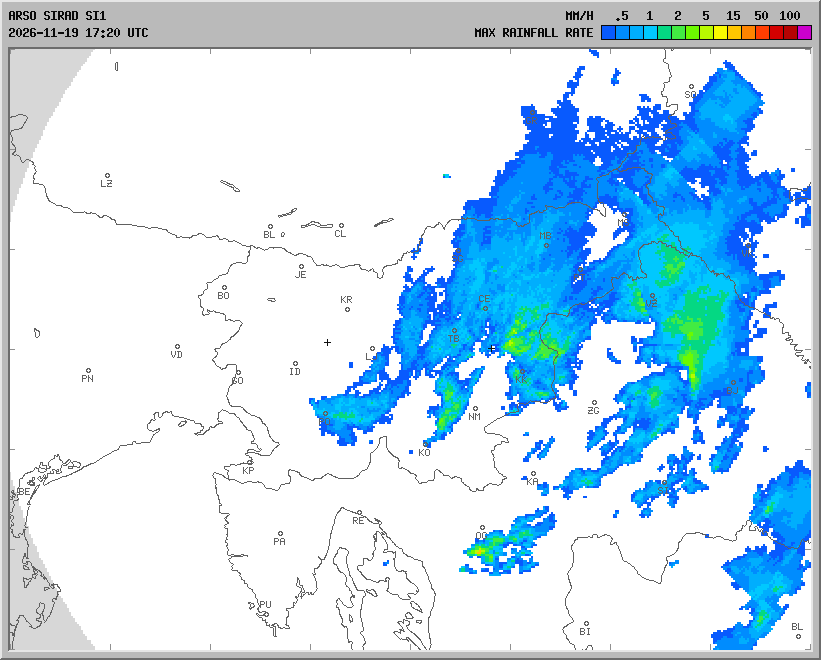 ARSO SIRAD SI1
2026-11-19 17:20 UTC
MM/H .5 1 2 5 15 50 100
MAX RAINFALL RATE
SO
LZ
BL
CL
MB
JE
BO
KR
CE
TB
L
VD
ID
GO
PN
KK
NM
ZG
KO
KP
KA
BE
RE
OG
PA
PU
BI
BL